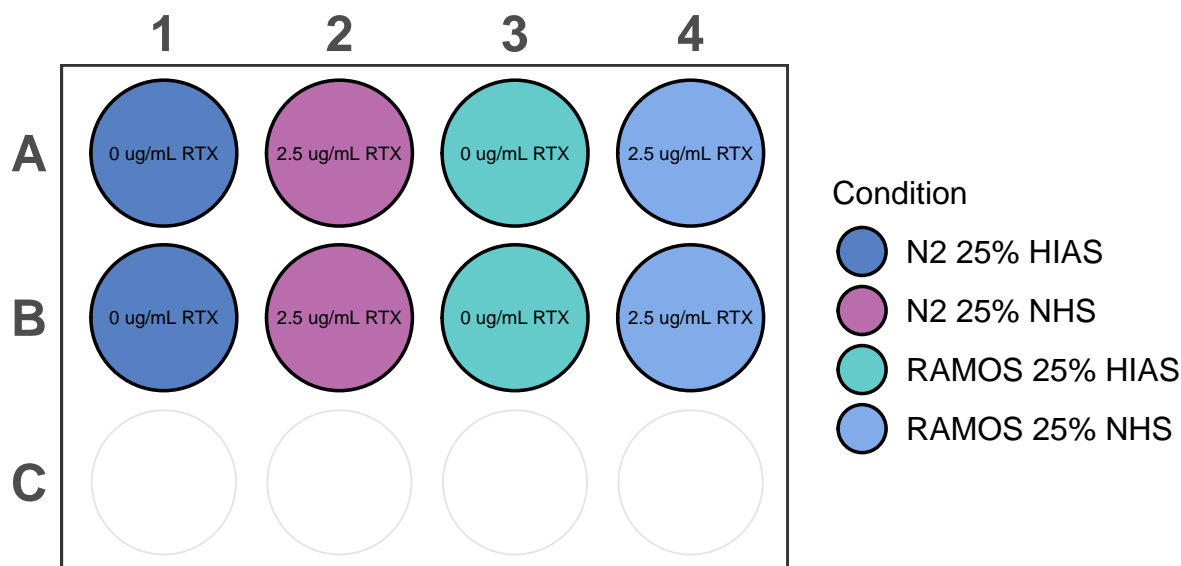 1 2 3 4
A 0 ug/mL RTX 2.5 ug/mL RTX 0 ug/mL RTX 2.5 ug/mL RTX
B 0 ug/mL RTX 2.5 ug/mL RTX 0 ug/mL RTX 2.5 ug/mL RTX
C
Condition
N2 25% HIAS
N2 25% NHS
RAMOS 25% HIAS
RAMOS 25% NHS